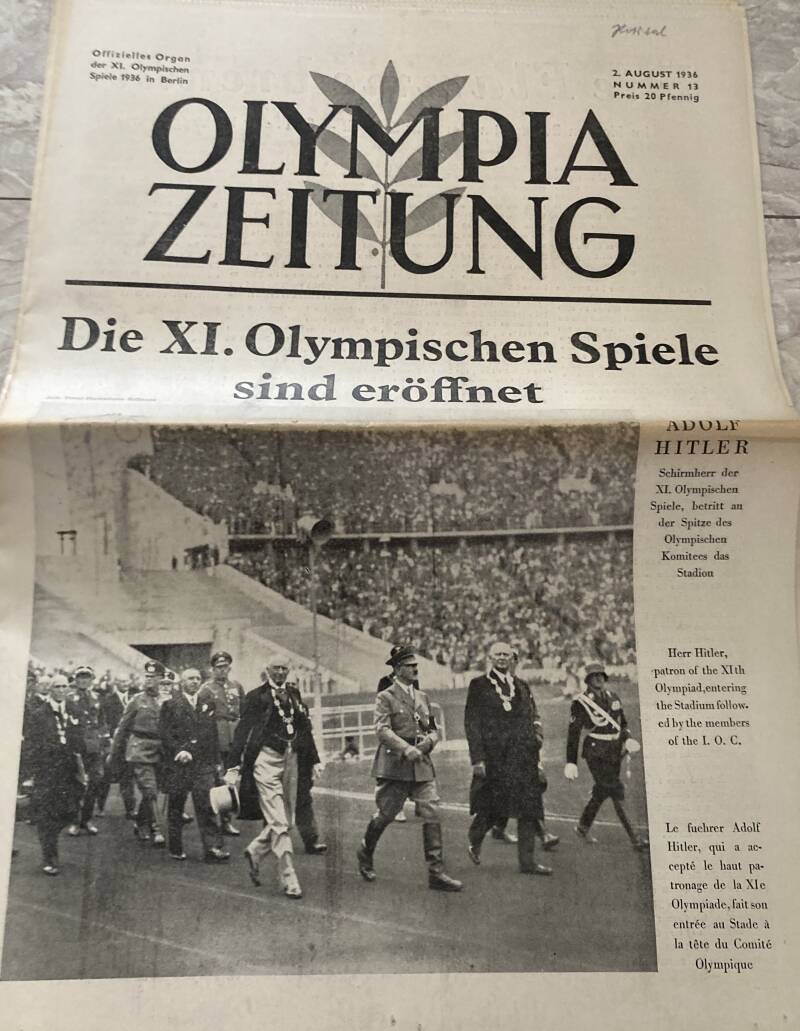 Offizielles Organ
der XI. Olympischen
Spiele 1936 in Berlin
2. AUGUST 1936
NUMMER 13
Preis 20 Pfennig
OLYMPIA
ZEITUNG
Die XI. Olympischen Spiele
sind eröffnet
ADOLF
HITLER
Schirmherr der
XI. Olympischen
Spiele, betritt an
der Spitze des
Olympischen
Komitees das
Stadion
Herr Hitler,
patron of the XIth
Olympiad,entering
the Stadium follow-
ed by the members
of the I. O. C.
Le fuehrer Adolf
Hitler, qui a ac-
cepté le haut pa-
tronage de la XIe
Olympiade, fait son
entrée au Stade à
la tête du Comité
Olympique